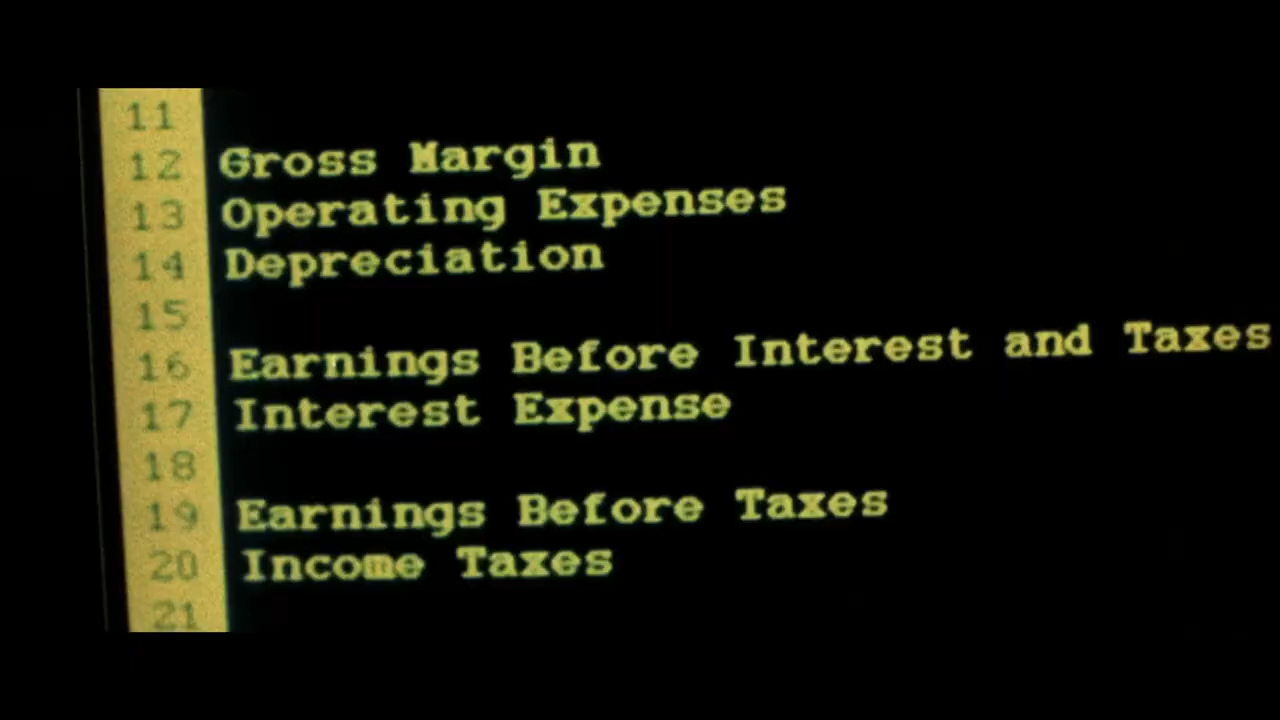 11
12 Gross Margin
13 Operating Expenses
14 Depreciation
15
16 Earnings Before Interest and Taxes
17 Interest Expense
18
19 Earnings Before Taxes
20 Income Taxes
21